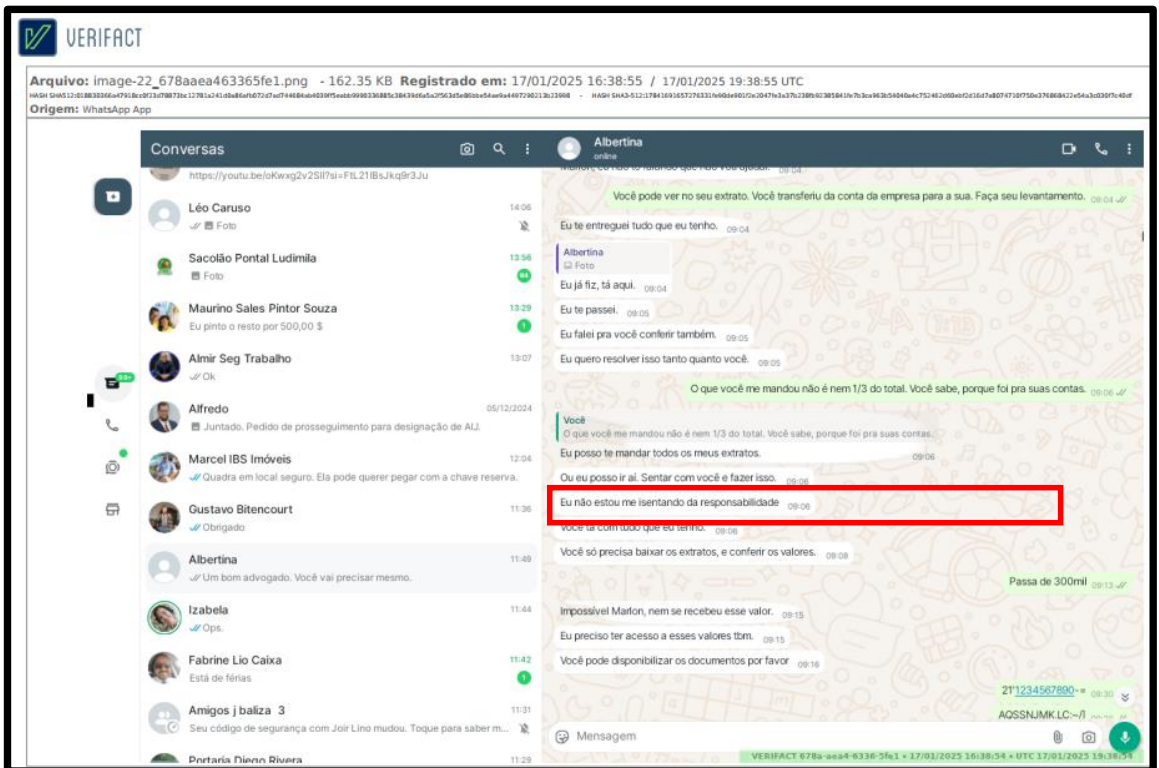 VERIFACT
Arquivo: image-22_678aaea463365fe1.png - 162.35 KB Registrado em: 17/01/2025 16:38:55 / 17/01/2025 19:38:55 UTC
Origem: WhatsApp App
Conversas
https://youtu.be/oKwxg2v2SII?si=FtL21IBsJkq9r3Ju
Léo Caruso 14:06
Foto
Sacolão Pontal Ludimila 13:56
Foto
Maurino Sales Pintor Souza 13:29
Eu pinto o resto por 500,00 $ 1
Almir Seg Trabalho 13:07
Ok
99+
Alfredo 05/12/2024
Juntado. Pedido de prosseguimento para designação de AIJ.
Marcel IBS Imóveis 12:04
Quadra em local seguro. Ela pode querer pegar com a chave reserva.
Gustavo Bitencourt 11:36
Obrigado
Albertina 11:49
Um bom advogado. Você vai precisar mesmo.
Izabela 11:44
Ops.
Fabrine Lio Caixa 11:42
Está de férias 1
Amigos j baliza 3 11:31
Seu código de segurança com Joir Lino mudou. Toque para saber m...
Portaria Diego Rivera 11:29
Albertina
online
Você pode ver no seu extrato. Você transferiu da conta da empresa para a sua. Faça seu levantamento. 09:04
Eu te entreguei tudo que eu tenho. 09:04
Albertina
Foto
Eu já fiz, tá aqui. 09:04
Eu te passei. 09:05
Eu falei pra você conferir também. 09:05
Eu quero resolver isso tanto quanto você. 09:05
O que você me mandou não é nem 1/3 do total. Você sabe, porque foi pra suas contas. 09:06
Você
O que você me mandou não é nem 1/3 do total. Você sabe, porque foi pra suas contas.
Eu posso te mandar todos os meus extratos. 09:06
Ou eu posso ir aí. Sentar com você e fazer isso. 09:06
Eu não estou me isentando da responsabilidade 09:06
Você tá com tudo que eu tenho. 09:06
Você só precisa baixar os extratos, e conferir os valores. 09:08
Passa de 300mil 09:13
Impossível Marlon, nem se recebeu esse valor. 09:15
Eu preciso ter acesso a esses valores tbm. 09:15
Você pode disponibilizar os documentos por favor 09:16
21'1234567890-= 09:30
AQSSNJMK.LC:~/I
Mensagem
VERIFACT 678a-aea4-6336-5fe1 • 17/01/2025 16:38:54 • UTC 17/01/2025 19:38:54